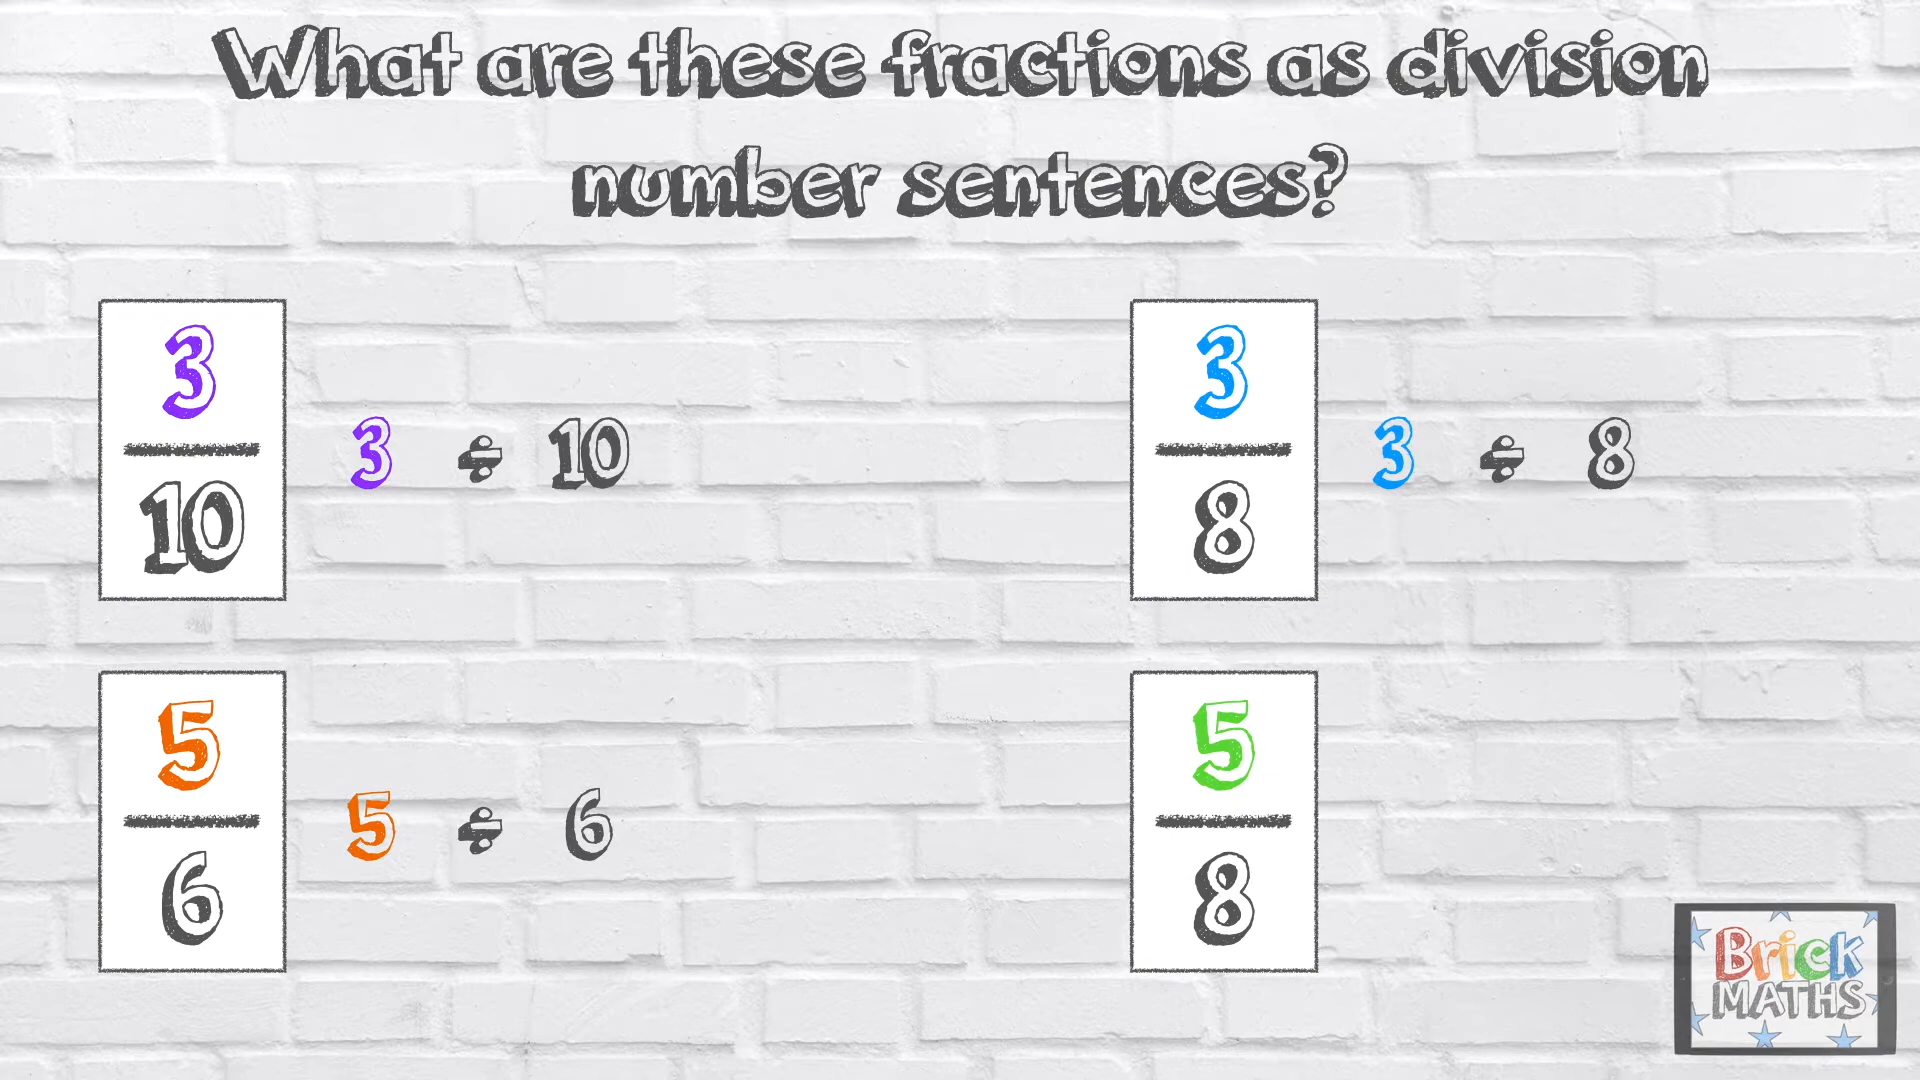 What are these fractions as division
number sentences?
3
10
3 ÷ 10
3
8
3 ÷ 8
5
6
5 ÷ 6
5
8
Brick
MATHS